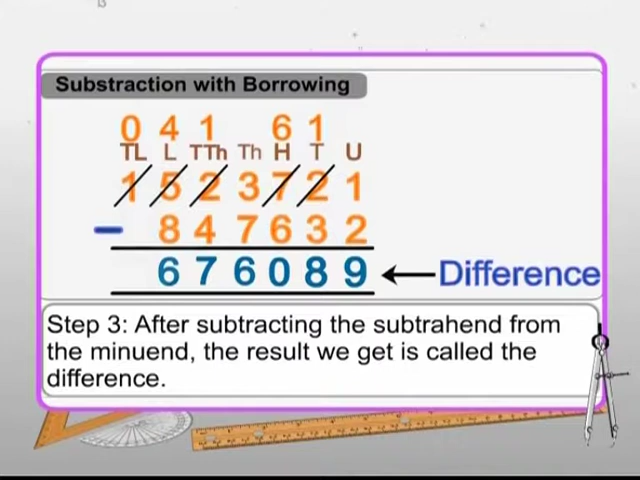 Substraction with Borrowing
0 4 1 6 1
TL L TTh Th H T U
1 5 2 3 7 2 1
- 8 4 7 6 3 2
6 7 6 0 8 9 ← Difference
Step 3: After subtracting the subtrahend from
the minuend, the result we get is called the
difference.